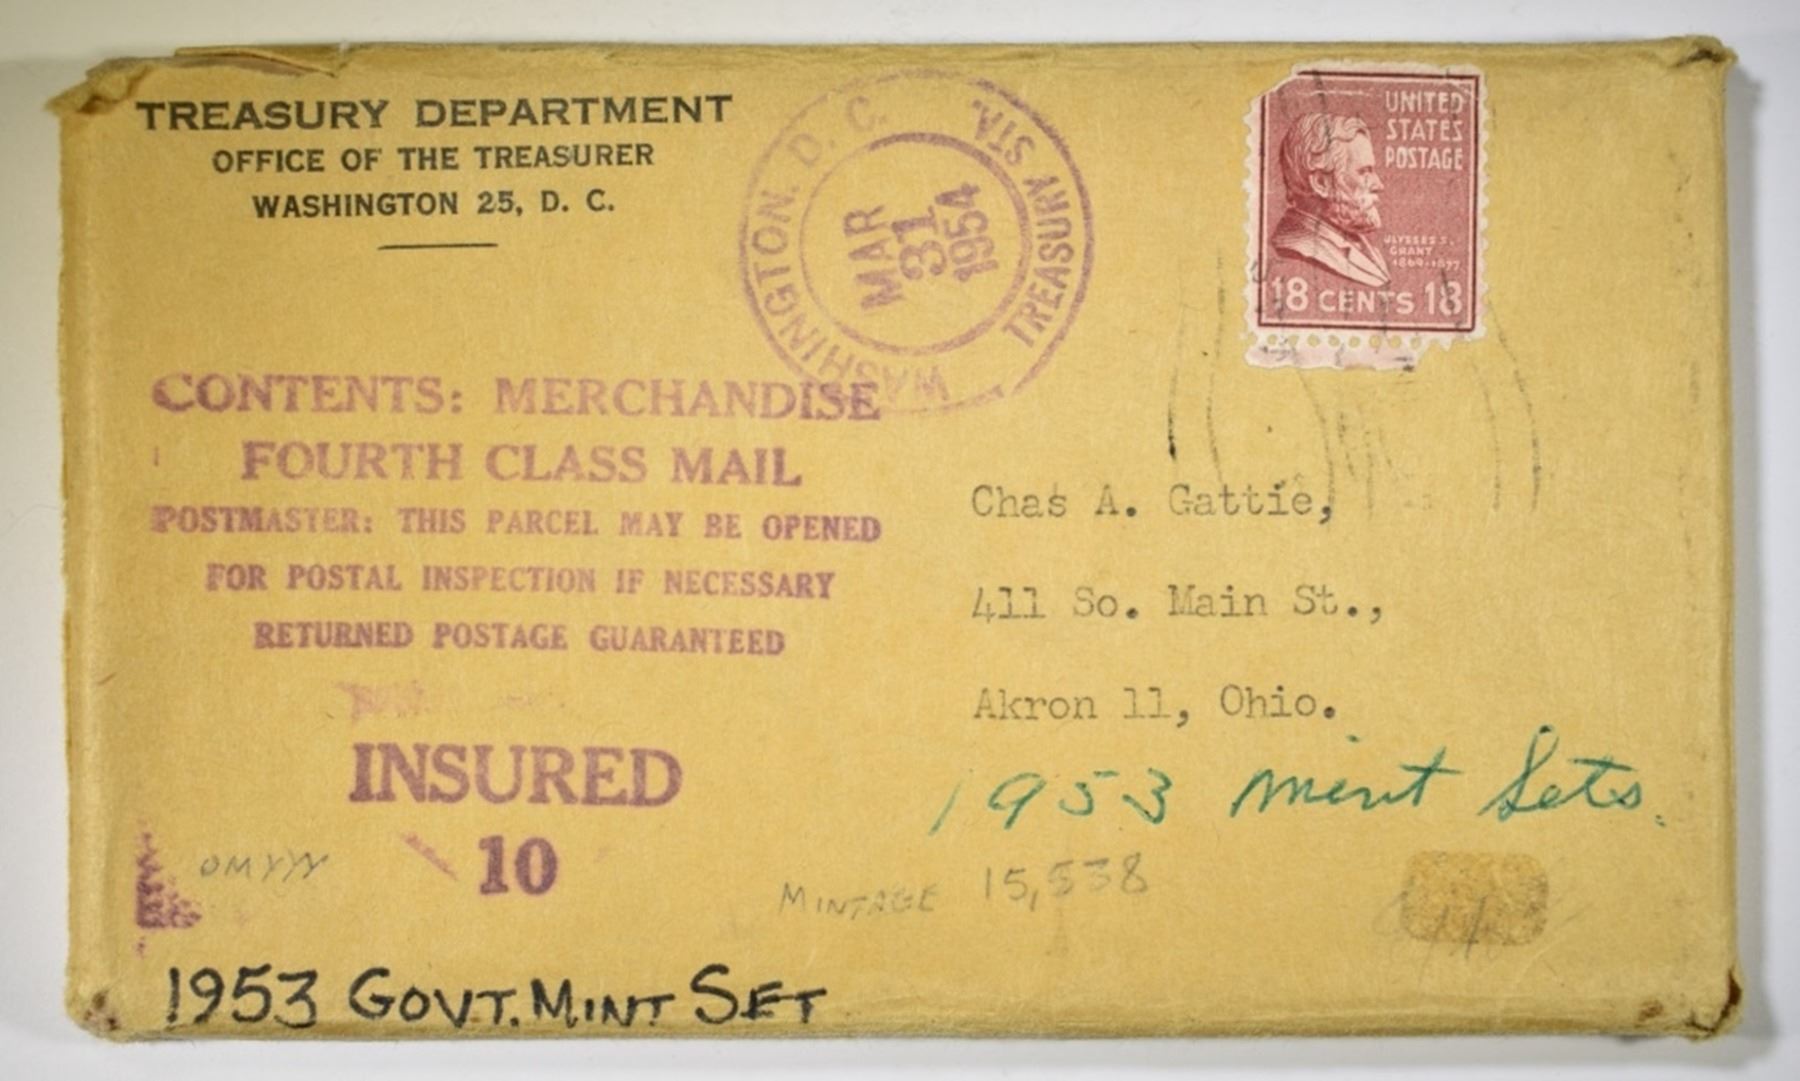 TREASURY DEPARTMENT
OFFICE OF THE TREASURER
WASHINGTON 25, D. C.
WASHINGTON, D. C.
TREASURY STA.
MAR
31
1954
UNITED
STATES
POSTAGE
ULYSSES S.
GRANT
1869-1877
18 CENTS 18
CONTENTS: MERCHANDISE
FOURTH CLASS MAIL
POSTMASTER: THIS PARCEL MAY BE OPENED
FOR POSTAL INSPECTION IF NECESSARY
RETURNED POSTAGE GUARANTEED
INSURED
10
Chas A. Gattie,
411 So. Main St.,
Akron 11, Ohio.
1953 Mint Sets.
MINTAGE 15,538
1953 GOVT. MINT SET